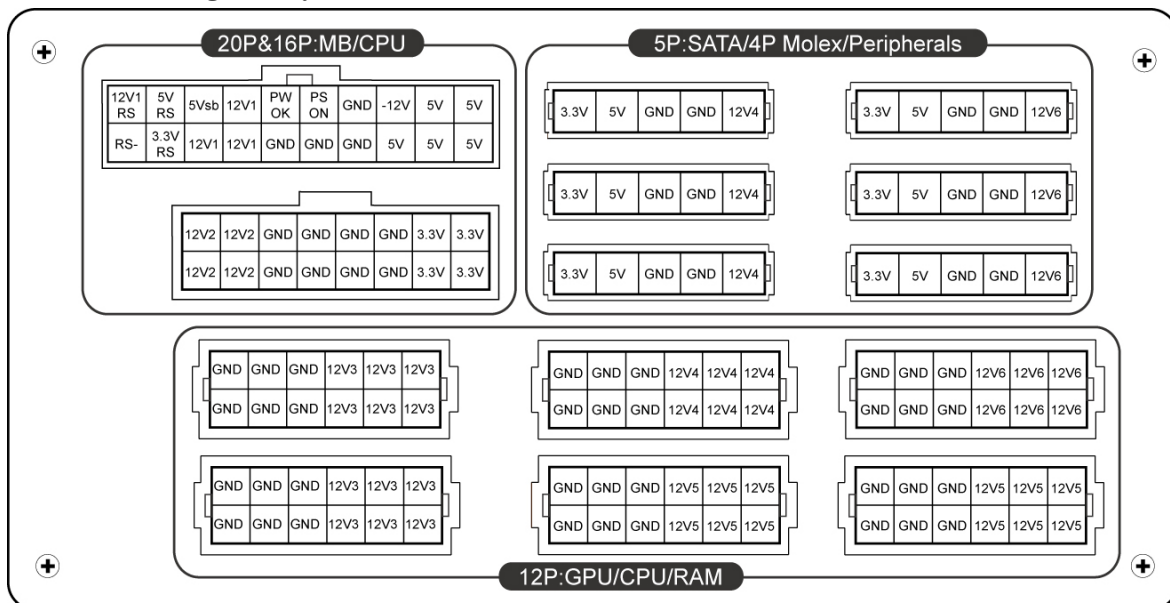 20P&16P:MB/CPU
12V1 RS 5V RS 5Vsb 12V1 PW OK PS ON GND -12V 5V 5V
RS- 3.3V RS 12V1 12V1 GND GND GND 5V 5V 5V
12V2 12V2 GND GND GND GND 3.3V 3.3V
12V2 12V2 GND GND GND GND 3.3V 3.3V
5P:SATA/4P Molex/Peripherals
3.3V 5V GND GND 12V4
3.3V 5V GND GND 12V6
3.3V 5V GND GND 12V4
3.3V 5V GND GND 12V6
3.3V 5V GND GND 12V4
3.3V 5V GND GND 12V6
GND GND GND 12V3 12V3 12V3
GND GND GND 12V3 12V3 12V3
GND GND GND 12V4 12V4 12V4
GND GND GND 12V4 12V4 12V4
GND GND GND 12V6 12V6 12V6
GND GND GND 12V6 12V6 12V6
GND GND GND 12V3 12V3 12V3
GND GND GND 12V3 12V3 12V3
GND GND GND 12V5 12V5 12V5
GND GND GND 12V5 12V5 12V5
GND GND GND 12V5 12V5 12V5
GND GND GND 12V5 12V5 12V5
12P:GPU/CPU/RAM